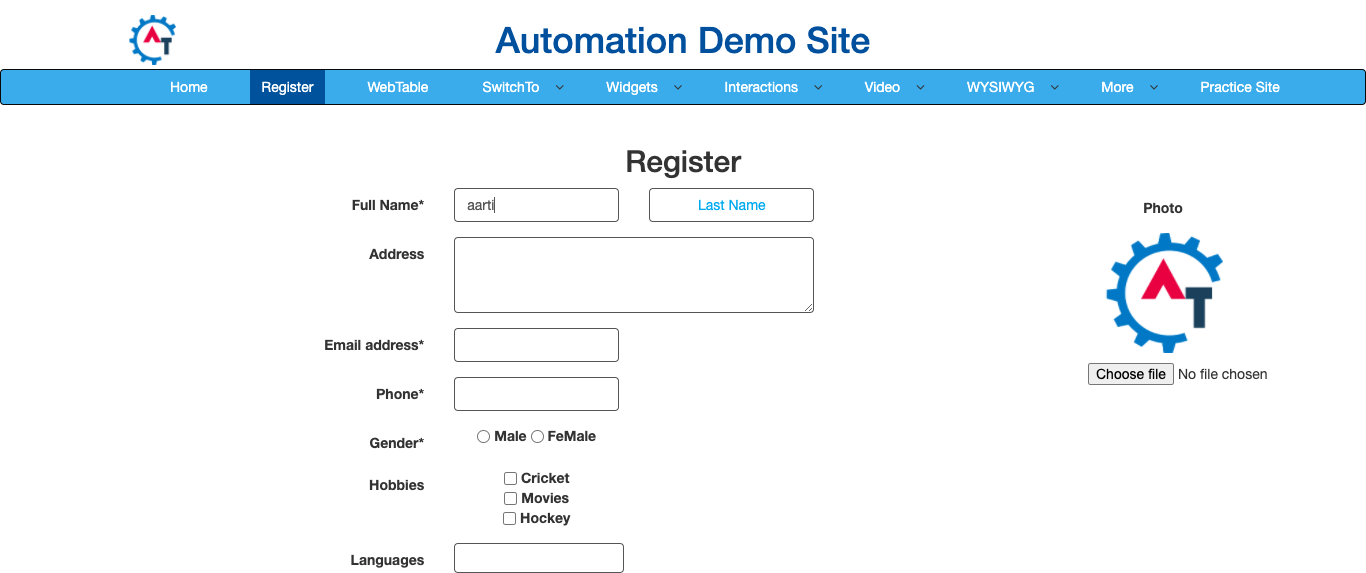 AT
Automation Demo Site
Home Register WebTable SwitchTo Widgets Interactions Video WYSIWYG More Practice Site
Register
Full Name* aarti Last Name
Photo
Address
AT
Email address*
Choose file No file chosen
Phone*
Gender* Male FeMale
Hobbies Cricket
Movies
Hockey
Languages